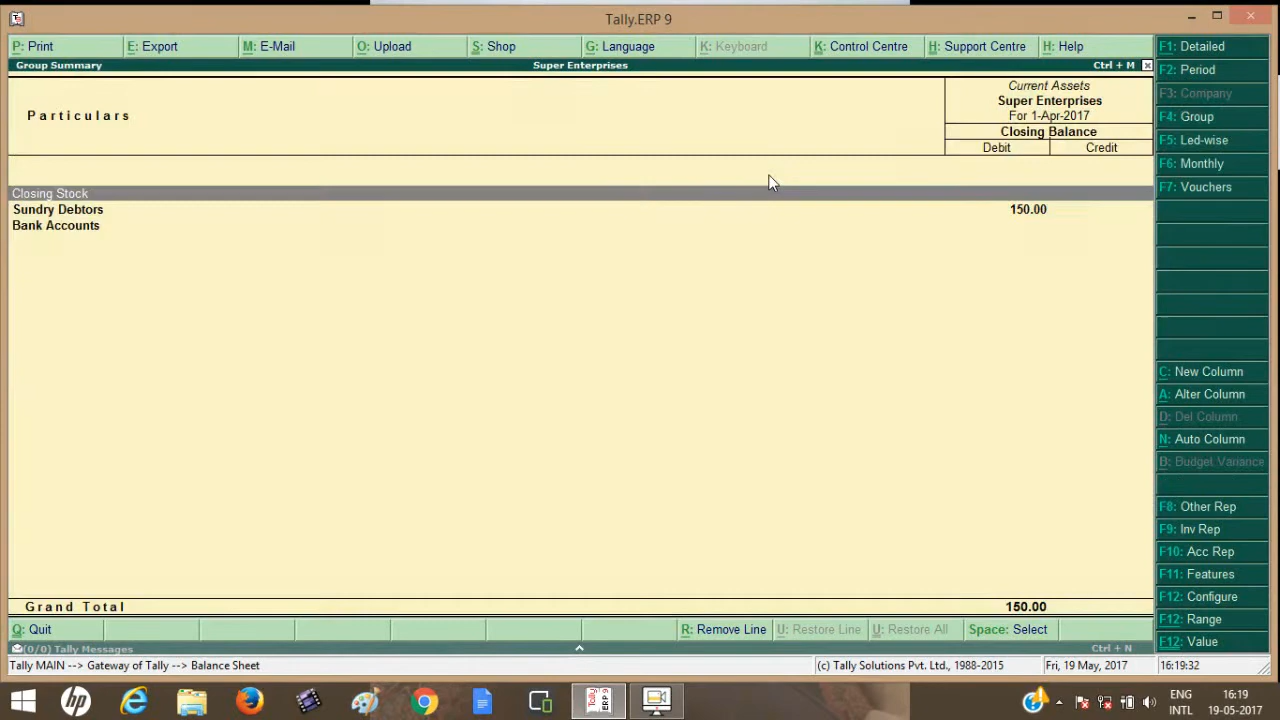 Tally.ERP 9
P: Print E: Export M: E-Mail O: Upload S: Shop G: Language K: Keyboard K: Control Centre H: Support Centre H: Help
Group Summary Super Enterprises Ctrl + M
Particulars
Current Assets
Super Enterprises
For 1-Apr-2017
Closing Balance
Debit Credit
Closing Stock
Sundry Debtors 150.00
Bank Accounts
Grand Total 150.00
F1: Detailed
F2: Period
F3: Company
F4: Group
F5: Led-wise
F6: Monthly
F7: Vouchers
C: New Column
A: Alter Column
D: Del Column
N: Auto Column
B: Budget Variance
F8: Other Rep
F9: Inv Rep
F10: Acc Rep
F11: Features
F12: Configure
F12: Range
F12: Value
Q: Quit R: Remove Line U: Restore Line U: Restore All Space: Select
(0/0) Tally Messages Ctrl + N
Tally MAIN --> Gateway of Tally --> Balance Sheet (c) Tally Solutions Pvt. Ltd., 1988-2015 Fri, 19 May, 2017 16:19:32
hp Tally ERP 9 ENG 16:19
INTL 19-05-2017